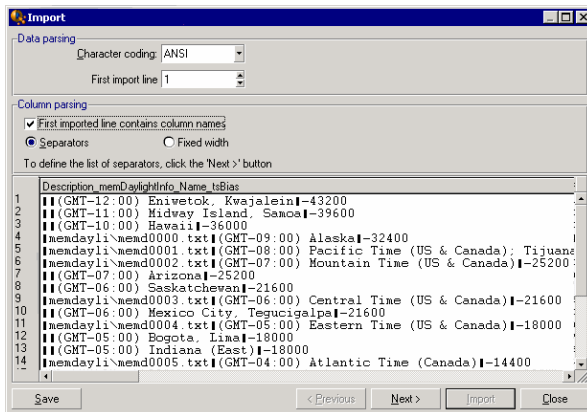 Import
Data parsing
Character coding: ANSI
First import line 1
Column parsing
First imported line contains column names
Separators Fixed width
To define the list of separators, click the 'Next >' button
Description_memDaylightInfo_Name_tsBias
1 ▌▌(GMT-12:00) Eniwetok, Kwajalein▌-43200
2 ▌▌(GMT-11:00) Midway Island, Samoa▌-39600
3 ▌▌(GMT-10:00) Hawaii▌-36000
4 ▌memdayli\mem0000.txt▌(GMT-09:00) Alaska▌-32400
5 ▌memdayli\mem0001.txt▌(GMT-08:00) Pacific Time (US & Canada); Tijuana
6 ▌memdayli\mem0002.txt▌(GMT-07:00) Mountain Time (US & Canada)▌-25200
7 ▌▌(GMT-07:00) Arizona▌-25200
8 ▌▌(GMT-06:00) Saskatchewan▌-21600
9 ▌memdayli\mem0003.txt▌(GMT-06:00) Central Time (US & Canada)▌-21600
10 ▌▌(GMT-06:00) Mexico City, Tegucigalpa▌-21600
11 ▌memdayli\mem0004.txt▌(GMT-05:00) Eastern Time (US & Canada)▌-18000
12 ▌▌(GMT-05:00) Bogota, Lima▌-18000
13 ▌▌(GMT-05:00) Indiana (East)▌-18000
14 ▌memdayli\mem0005.txt▌(GMT-04:00) Atlantic Time (Canada)▌-14400
Save < Previous Next > Import Close